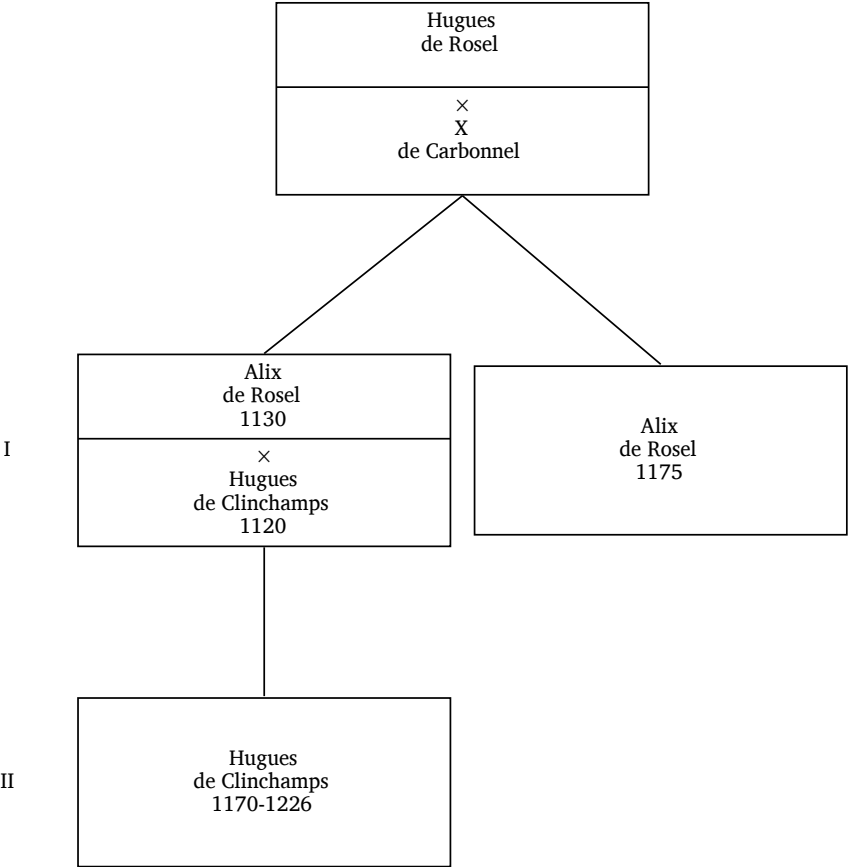 Hugues
de Rosel
×
X
de Carbonnel
I
Alix
de Rosel
1130
×
Hugues
de Clinchamps
1120
Alix
de Rosel
1175
II
Hugues
de Clinchamps
1170-1226